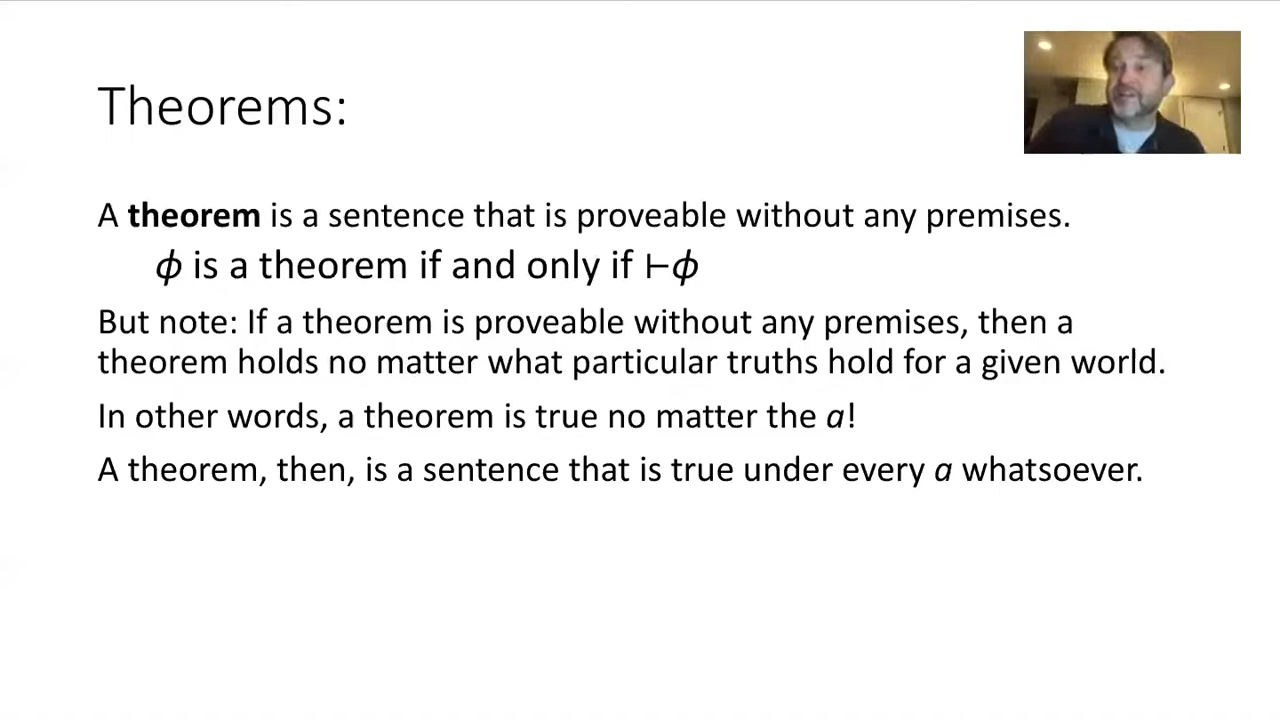 Theorems:
A theorem is a sentence that is proveable without any premises.
ϕ is a theorem if and only if ⊢ϕ
But note: If a theorem is proveable without any premises, then a
theorem holds no matter what particular truths hold for a given world.
In other words, a theorem is true no matter the a!
A theorem, then, is a sentence that is true under every a whatsoever.